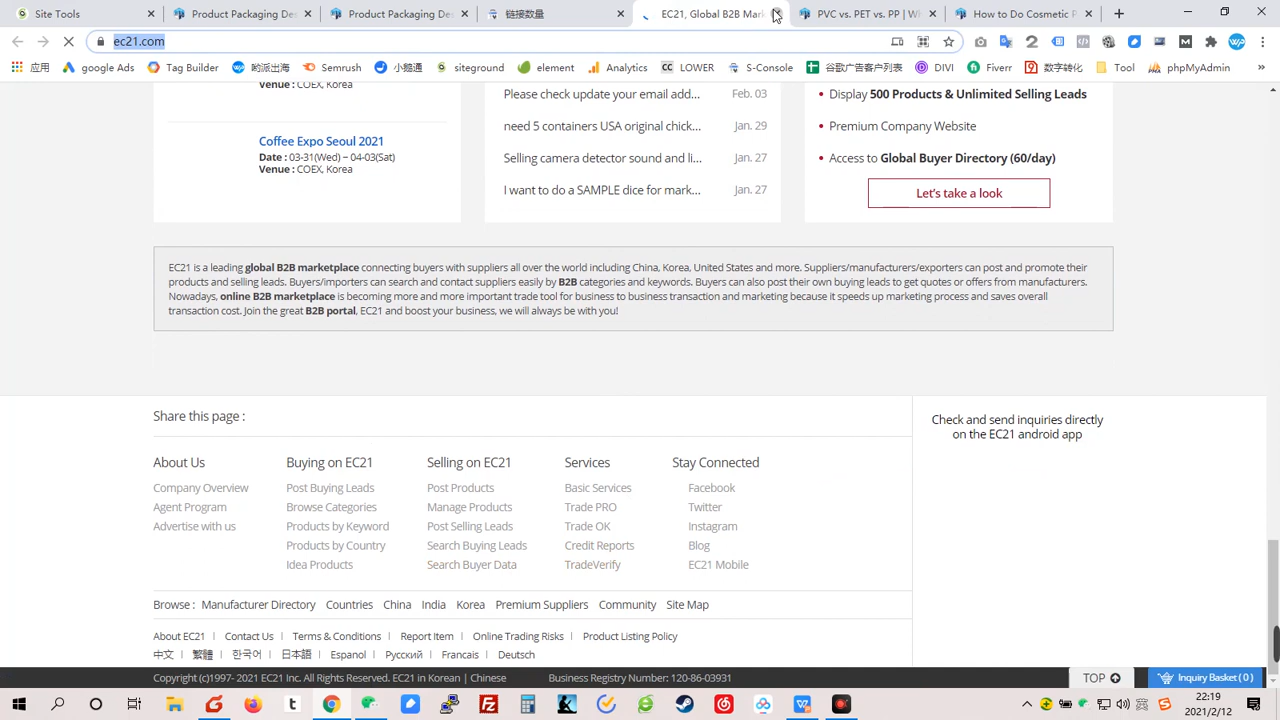 Site Tools
Product Packaging De
Product Packaging De
链接数量
EC21, Global B2B Mar
PVC vs. PET vs. PP | W
How to Do Cosmetic P
ec21.com
应用
google Ads
Tag Builder
Semrush
siteground
element
Analytics
CC LOWER
S-Console
谷歌广告客户列表
DIVI
Fiverr
数字转化
Tool
phpMyAdmin
Venue : COEX, Korea
Coffee Expo Seoul 2021
Date : 03-31(Wed) ~ 04-03(Sat)
Venue : COEX, Korea
Please check update your email add... Feb. 03
need 5 containers USA original chick... Jan. 29
Selling camera detector sound and li... Jan. 27
I want to do a SAMPLE dice for mark... Jan. 27
Display 500 Products & Unlimited Selling Leads
Premium Company Website
Access to Global Buyer Directory (60/day)
Let's take a look
EC21 is a leading global B2B marketplace connecting buyers with suppliers all over the world including China, Korea, United States and more. Suppliers/manufacturers/exporters can post and promote their
products and selling leads. Buyers/importers can search and contact suppliers easily by B2B categories and keywords. Buyers can also post their own buying leads to get quotes or offers from manufacturers.
Nowadays, online B2B marketplace is becoming more and more important trade tool for business to business transaction and marketing because it speeds up marketing process and saves overall
transaction cost. Join the great B2B portal, EC21 and boost your business, we will always be with you!
Share this page :
Check and send inquiries directly
on the EC21 android app
About Us
Company Overview
Agent Program
Advertise with us
Buying on EC21
Post Buying Leads
Browse Categories
Products by Keyword
Products by Country
Idea Products
Selling on EC21
Post Products
Manage Products
Post Selling Leads
Search Buying Leads
Search Buyer Data
Services
Basic Services
Trade PRO
Trade OK
Credit Reports
TradeVerify
Stay Connected
Facebook
Twitter
Instagram
Blog
EC21 Mobile
Browse : Manufacturer Directory Countries China India Korea Premium Suppliers Community Site Map
About EC21 | Contact Us | Terms & Conditions | Report Item | Online Trading Risks | Product Listing Policy
中文 | 繁體 | 한국어 | 日本語 | Espanol | Русский | Francais | Deutsch
Copyright (c)1997- 2021 EC21 Inc. All Rights Reserved. EC21 in Korean | Chinese
Business Registry Number: 120-86-03931
TOP
Inquiry Basket ( 0 )
22:19
2021/2/12